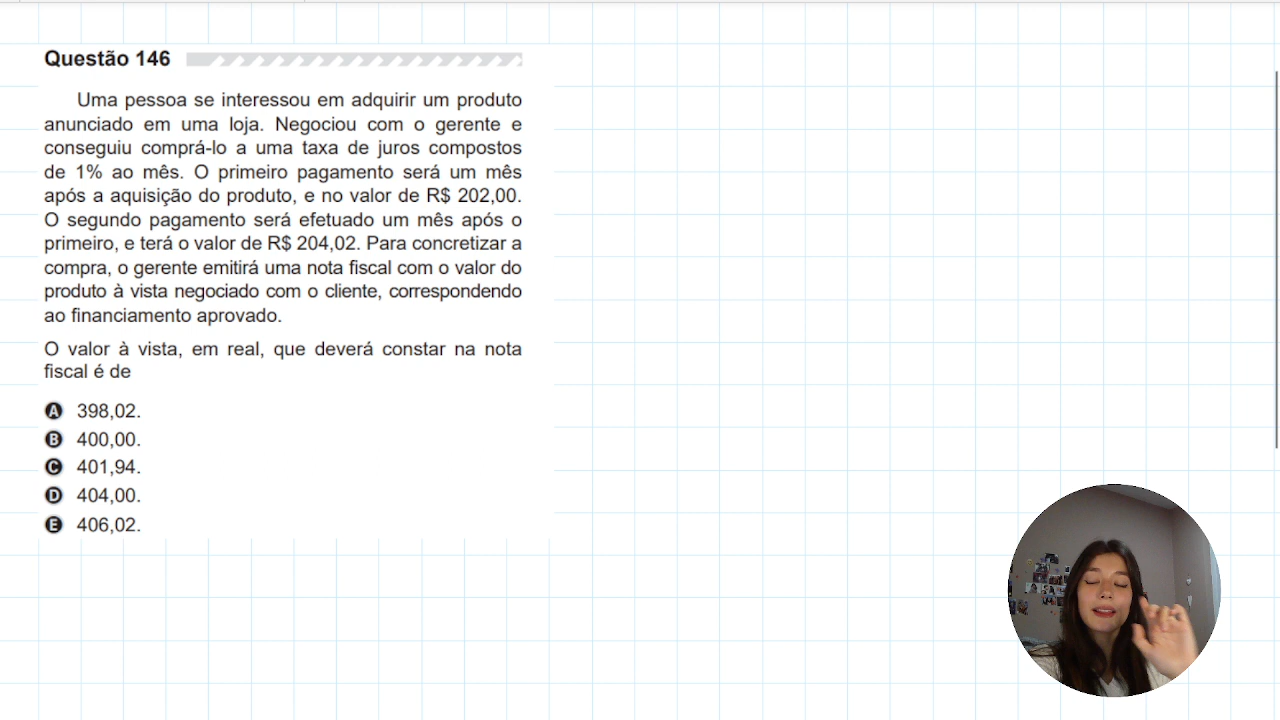 Questão 146
Uma pessoa se interessou em adquirir um produto
anunciado em uma loja. Negociou com o gerente e
conseguiu comprá-lo a uma taxa de juros compostos
de 1% ao mês. O primeiro pagamento será um mês
após a aquisição do produto, e no valor de R$ 202,00.
O segundo pagamento será efetuado um mês após o
primeiro, e terá o valor de R$ 204,02. Para concretizar a
compra, o gerente emitirá uma nota fiscal com o valor do
produto à vista negociado com o cliente, correspondendo
ao financiamento aprovado.
O valor à vista, em real, que deverá constar na nota
fiscal é de
A 398,02.
B 400,00.
C 401,94.
D 404,00.
E 406,02.